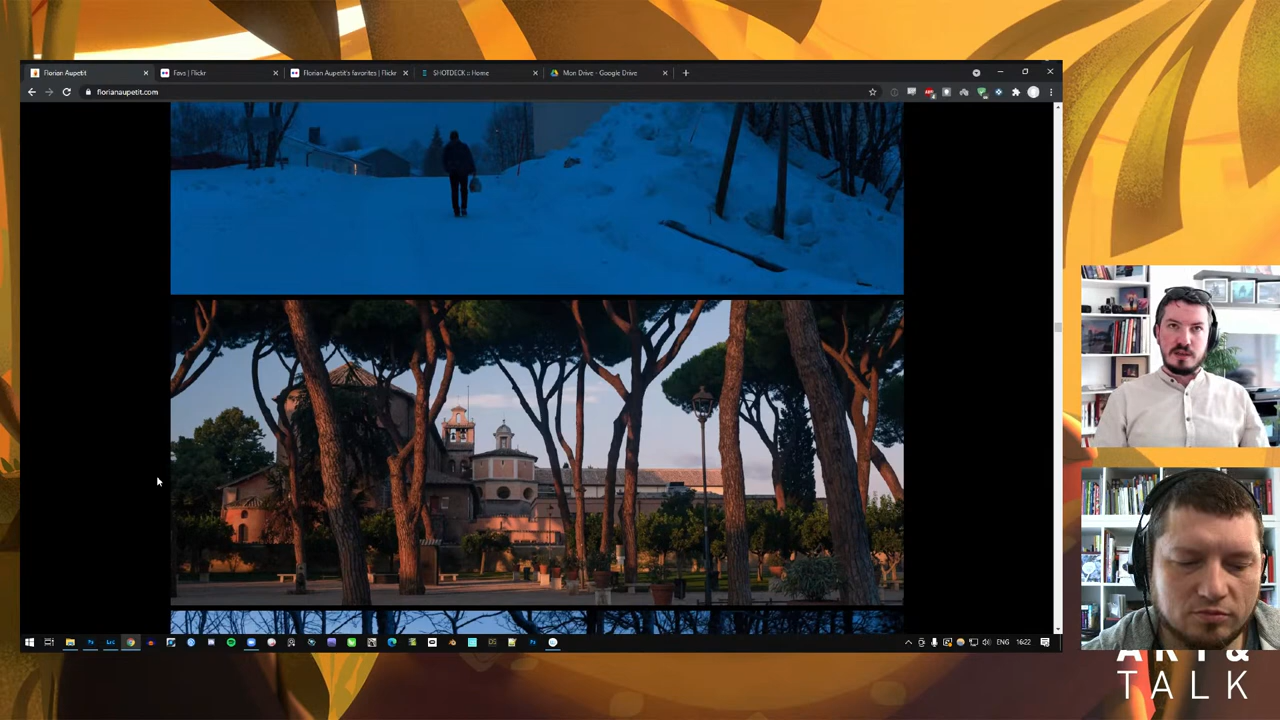 Florian Aupetit
Favs | Flickr
Florian Aupetit's favorites | Flickr
SHOTDECK :: Home
Mon Drive - Google Drive
florianaupetit.com
ENG
16:22
ART &
TALK